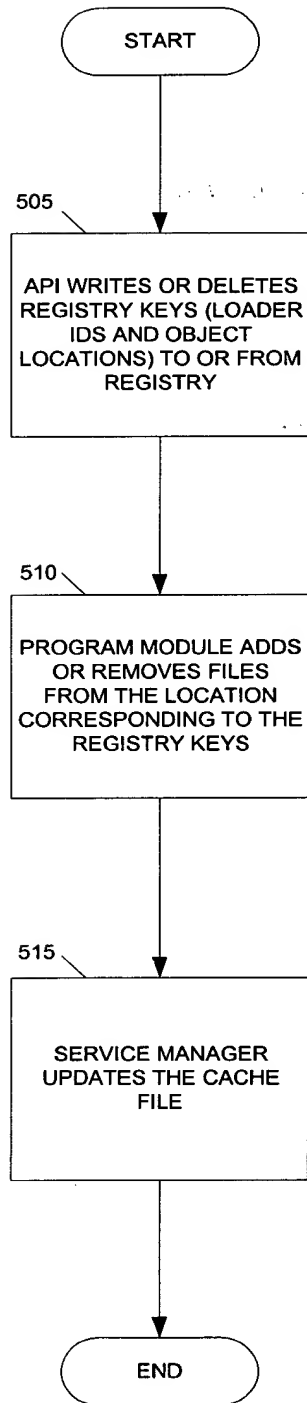 START
505
API WRITES OR DELETES
REGISTRY KEYS (LOADER
IDS AND OBJECT
LOCATIONS) TO OR FROM
REGISTRY
510
PROGRAM MODULE ADDS
OR REMOVES FILES
FROM THE LOCATION
CORRESPONDING TO THE
REGISTRY KEYS
515
SERVICE MANAGER
UPDATES THE CACHE
FILE
END